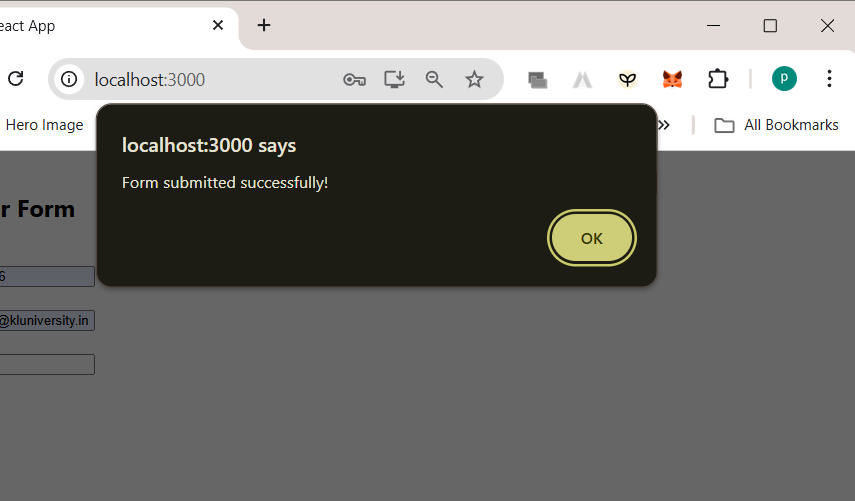 eact App
localhost:3000
P
Hero Image
All Bookmarks
localhost:3000 says
Form submitted successfully!
OK
r Form
6
@kluniversity.in